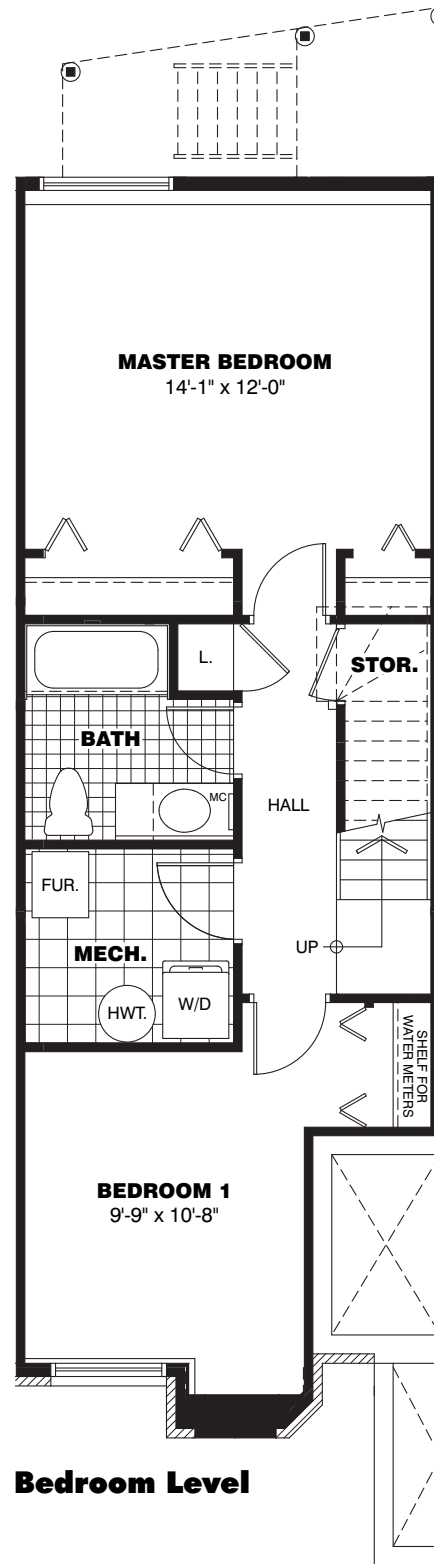 MASTER BEDROOM
14'-1" x 12'-0"
L.
STOR.
BATH
MC
HALL
FUR.
MECH.
UP
HWT.
W/D
SHELF FOR
WATER METERS
BEDROOM 1
9'-9" x 10'-8"
Bedroom Level